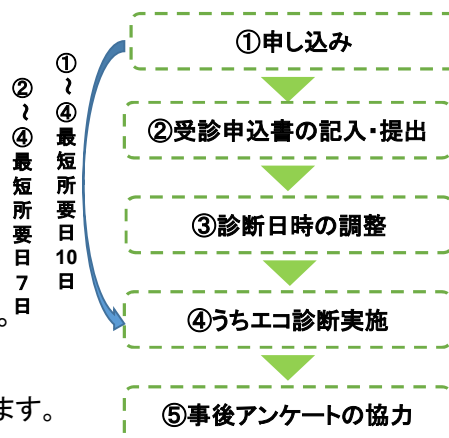 ①申し込み
②受診申込書の記入・提出
③診断日時の調整
④うちエコ診断実施
⑤事後アンケートの協力
①～④最短所要日10日
②～④最短所要日7日
。
ます。